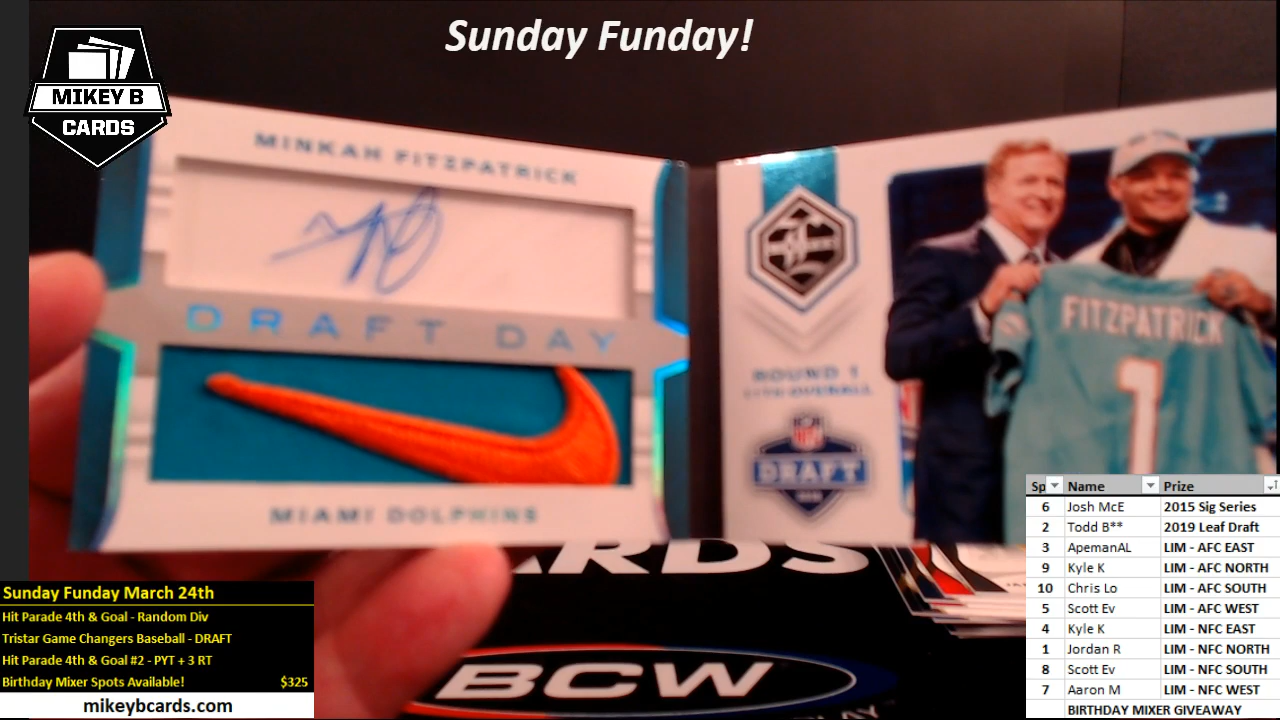 Sunday Funday!
MIKEY B
CARDS
MINKAH FITZPATRICK
DRAFT DAY
MIAMI DOLPHINS
ROUND 1
11TH OVERALL
NFL
DRAFT
FITZPATRICK
1
CARDS
BCW
Sunday Funday March 24th
Hit Parade 4th & Goal - Random Div
Tristar Game Changers Baseball - DRAFT
Hit Parade 4th & Goal #2 - PYT + 3 RT
Birthday Mixer Spots Available! $325
mikeybcards.com
Sp Name Prize
6 Josh McE 2015 Sig Series
2 Todd B** 2019 Leaf Draft
3 ApemanAL LIM - AFC EAST
9 Kyle K LIM - AFC NORTH
10 Chris Lo LIM - AFC SOUTH
5 Scott Ev LIM - AFC WEST
4 Kyle K LIM - NFC EAST
1 Jordan R LIM - NFC NORTH
8 Scott Ev LIM - NFC SOUTH
7 Aaron M LIM - NFC WEST
BIRTHDAY MIXER GIVEAWAY